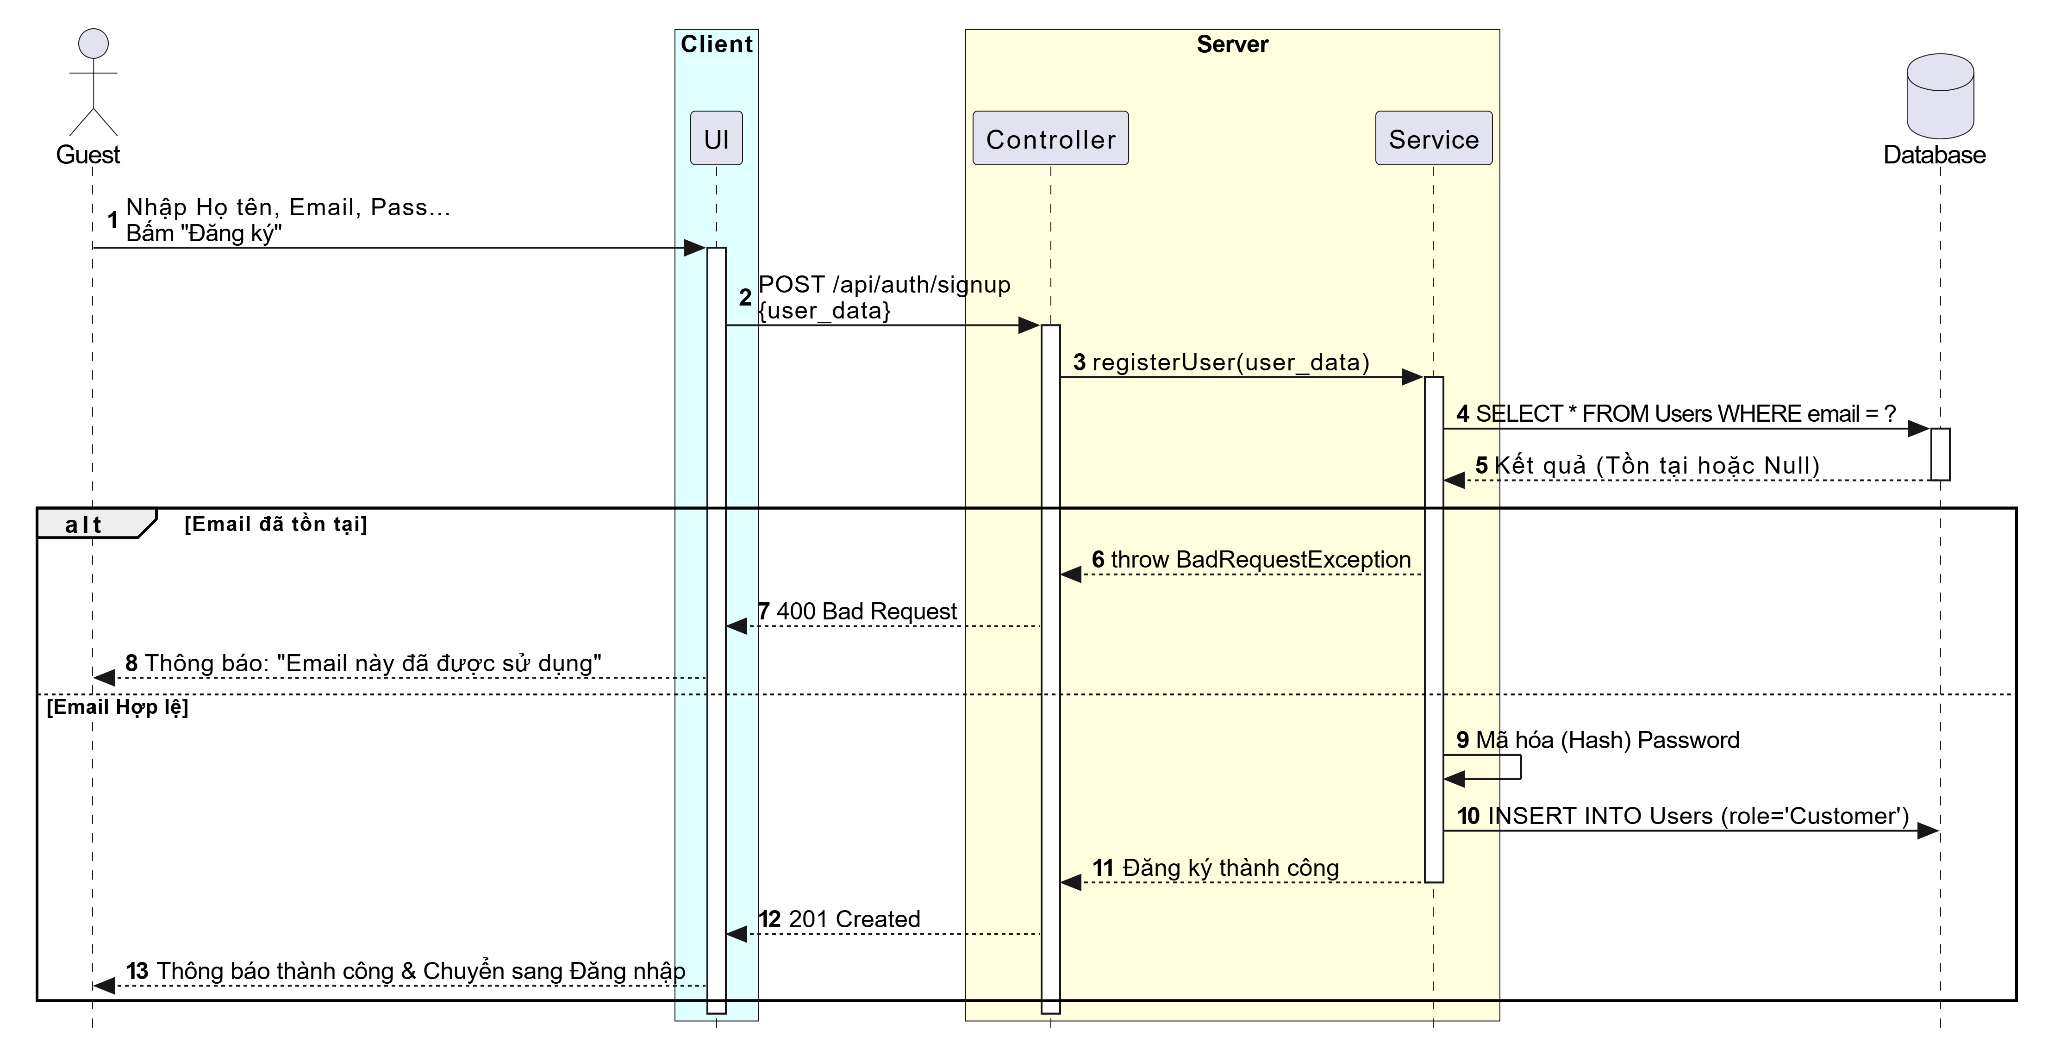 Client
Server
UI
Controller
Service
Guest
Database
1 Nhập Họ tên, Email, Pass...
Bấm "Đăng ký"
2 POST /api/auth/signup
{user_data}
3 registerUser(user_data)
4 SELECT * FROM Users WHERE email = ?
5 Kết quả (Tồn tại hoặc Null)
alt [Email đã tồn tại]
6 throw BadRequestException
7 400 Bad Request
8 Thông báo: "Email này đã được sử dụng"
[Email Hợp lệ]
9 Mã hóa (Hash) Password
10 INSERT INTO Users (role='Customer')
11 Đăng ký thành công
12 201 Created
13 Thông báo thành công & Chuyển sang Đăng nhập